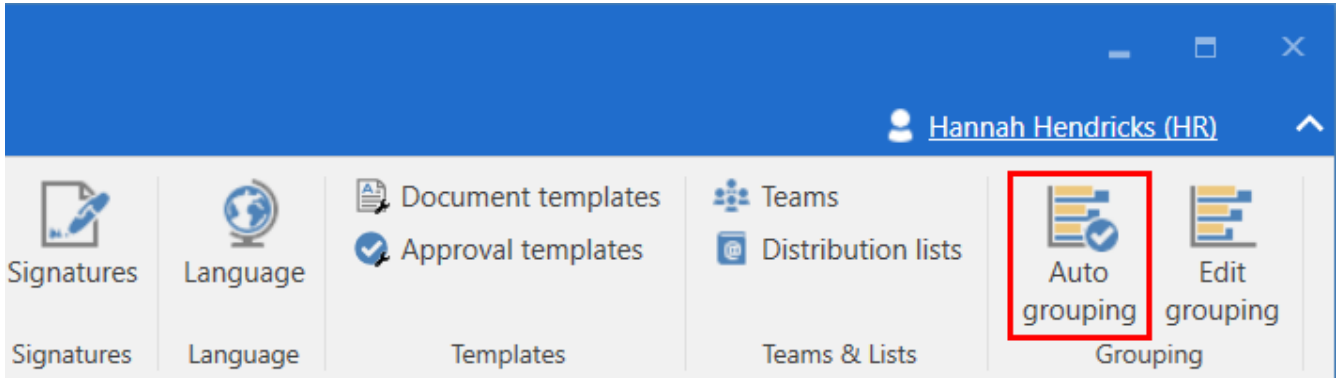 Hannah Hendricks (HR)
Document templates
Teams
Approval templates
Distribution lists
Signatures
Language
Auto
grouping
Edit
grouping
Signatures
Language
Templates
Teams & Lists
Grouping